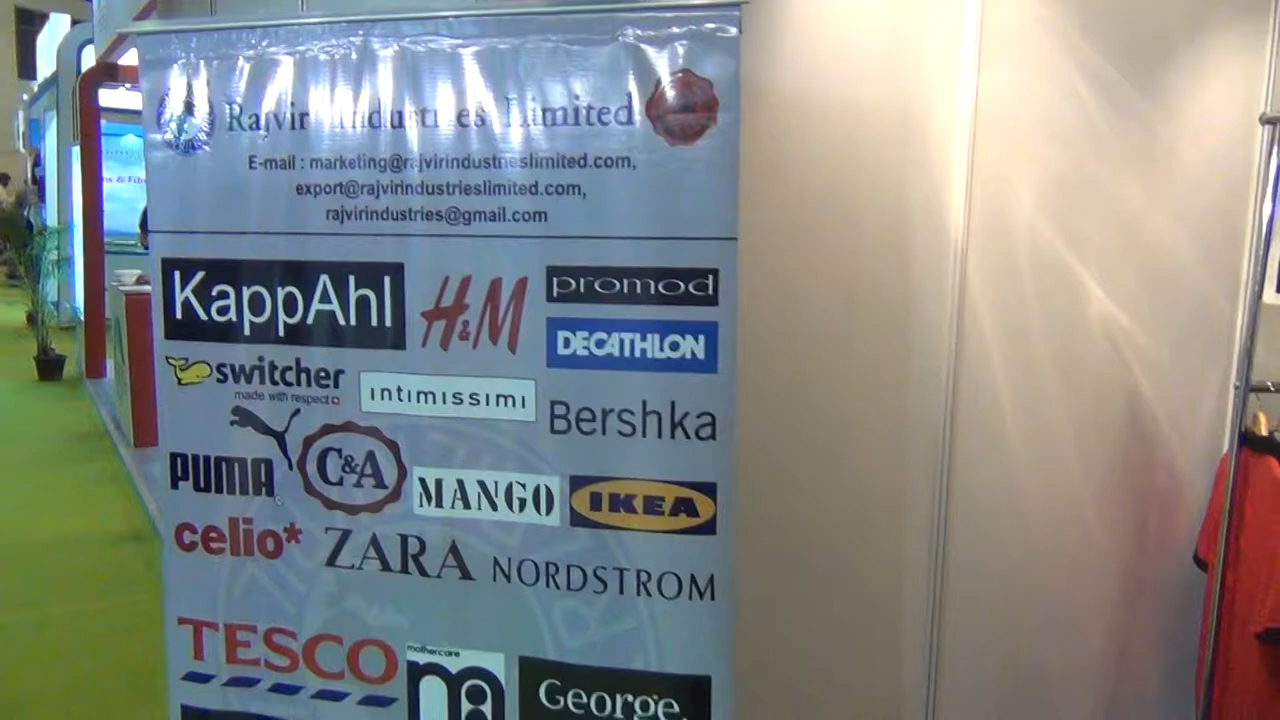 Rajvir Industries Limited
E-mail : marketing@rajvirindustrieslimited.com,
export@rajvirindustrieslimited.com,
rajvirindustries@gmail.com
KappAhl
H&M
promod
DECATHLON
switcher
made with respect
intimissimi
Bershka
PUMA
C&A
MANGO
IKEA
celio*
ZARA
NORDSTROM
TESCO
mothercare
George.